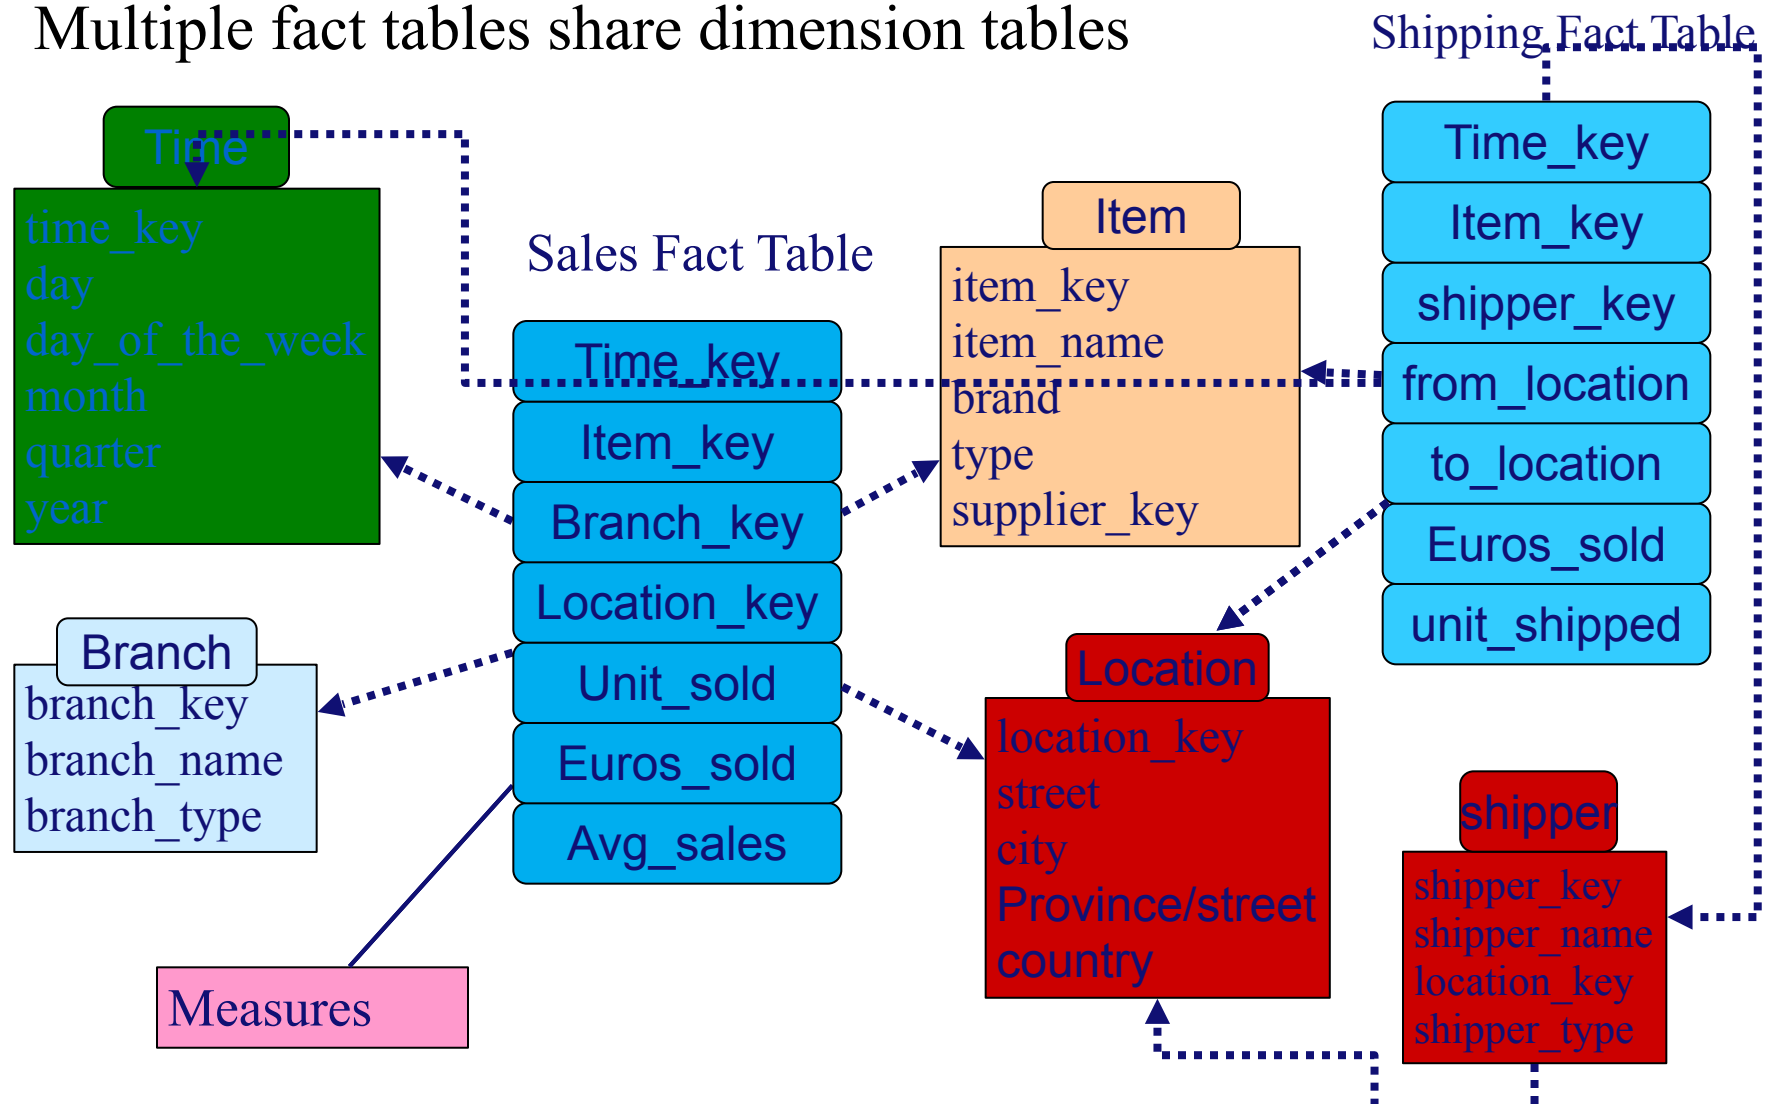 Multiple fact tables share dimension tables
Shipping Fact Table
Time
time_key
day
day_of_the_week
month
quarter
year
Sales Fact Table
Time_key
Item_key
Branch_key
Location_key
Unit_sold
Euros_sold
Avg_sales
Item
item_key
item_name
brand
type
supplier_key
Time_key
Item_key
shipper_key
from_location
to_location
Euros_sold
unit_shipped
Branch
branch_key
branch_name
branch_type
Location
location_key
street
city
Province/street
country
shipper
shipper_key
shipper_name
location_key
shipper_type
Measures